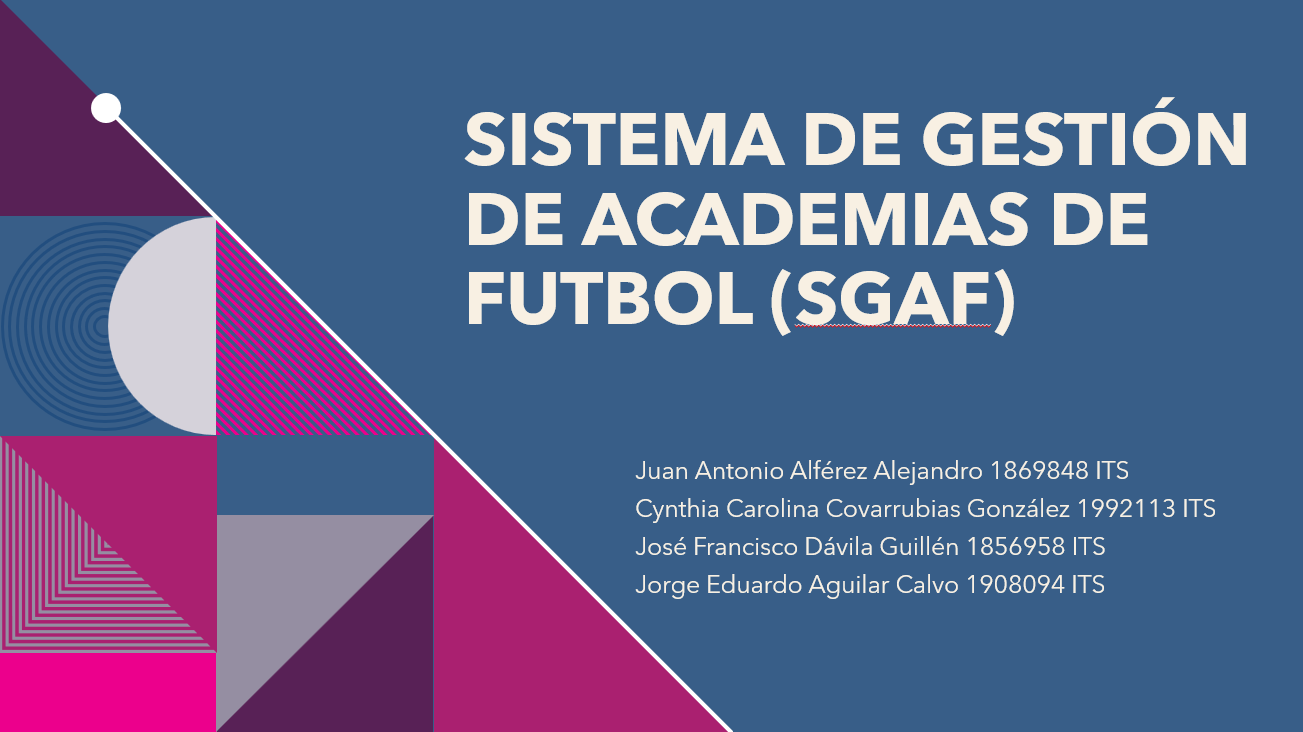 SISTEMA DE GESTIÓN
DE ACADEMIAS DE
FUTBOL (SGAF)
Juan Antonio Alférez Alejandro 1869848 ITS
Cynthia Carolina Covarrubias González 1992113 ITS
José Francisco Dávila Guillén 1856958 ITS
Jorge Eduardo Aguilar Calvo 1908094 ITS